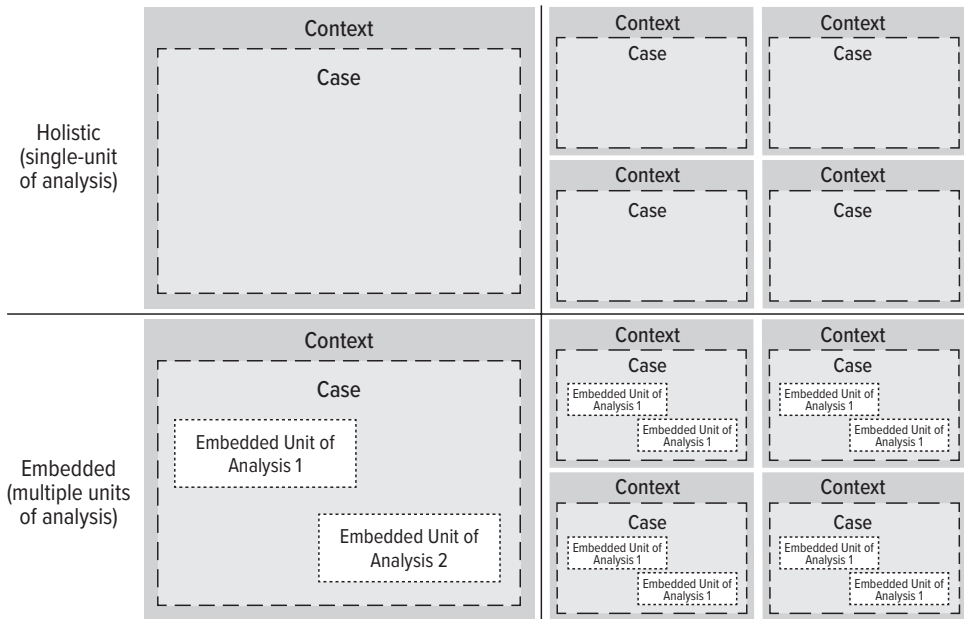 Context
Case
Context
Case
Context
Case
Holistic
(single-unit
of analysis)
Context
Case
Context
Case
Context
Case
Embedded Unit of
Analysis 1
Embedded Unit of
Analysis 2
Context
Case
Embedded Unit of
Analysis 1
Embedded Unit of
Analysis 1
Context
Case
Embedded Unit of
Analysis 1
Embedded Unit of
Analysis 1
Embedded
(multiple units
of analysis)
Context
Case
Embedded Unit of
Analysis 1
Embedded Unit of
Analysis 1
Context
Case
Embedded Unit of
Analysis 1
Embedded Unit of
Analysis 1